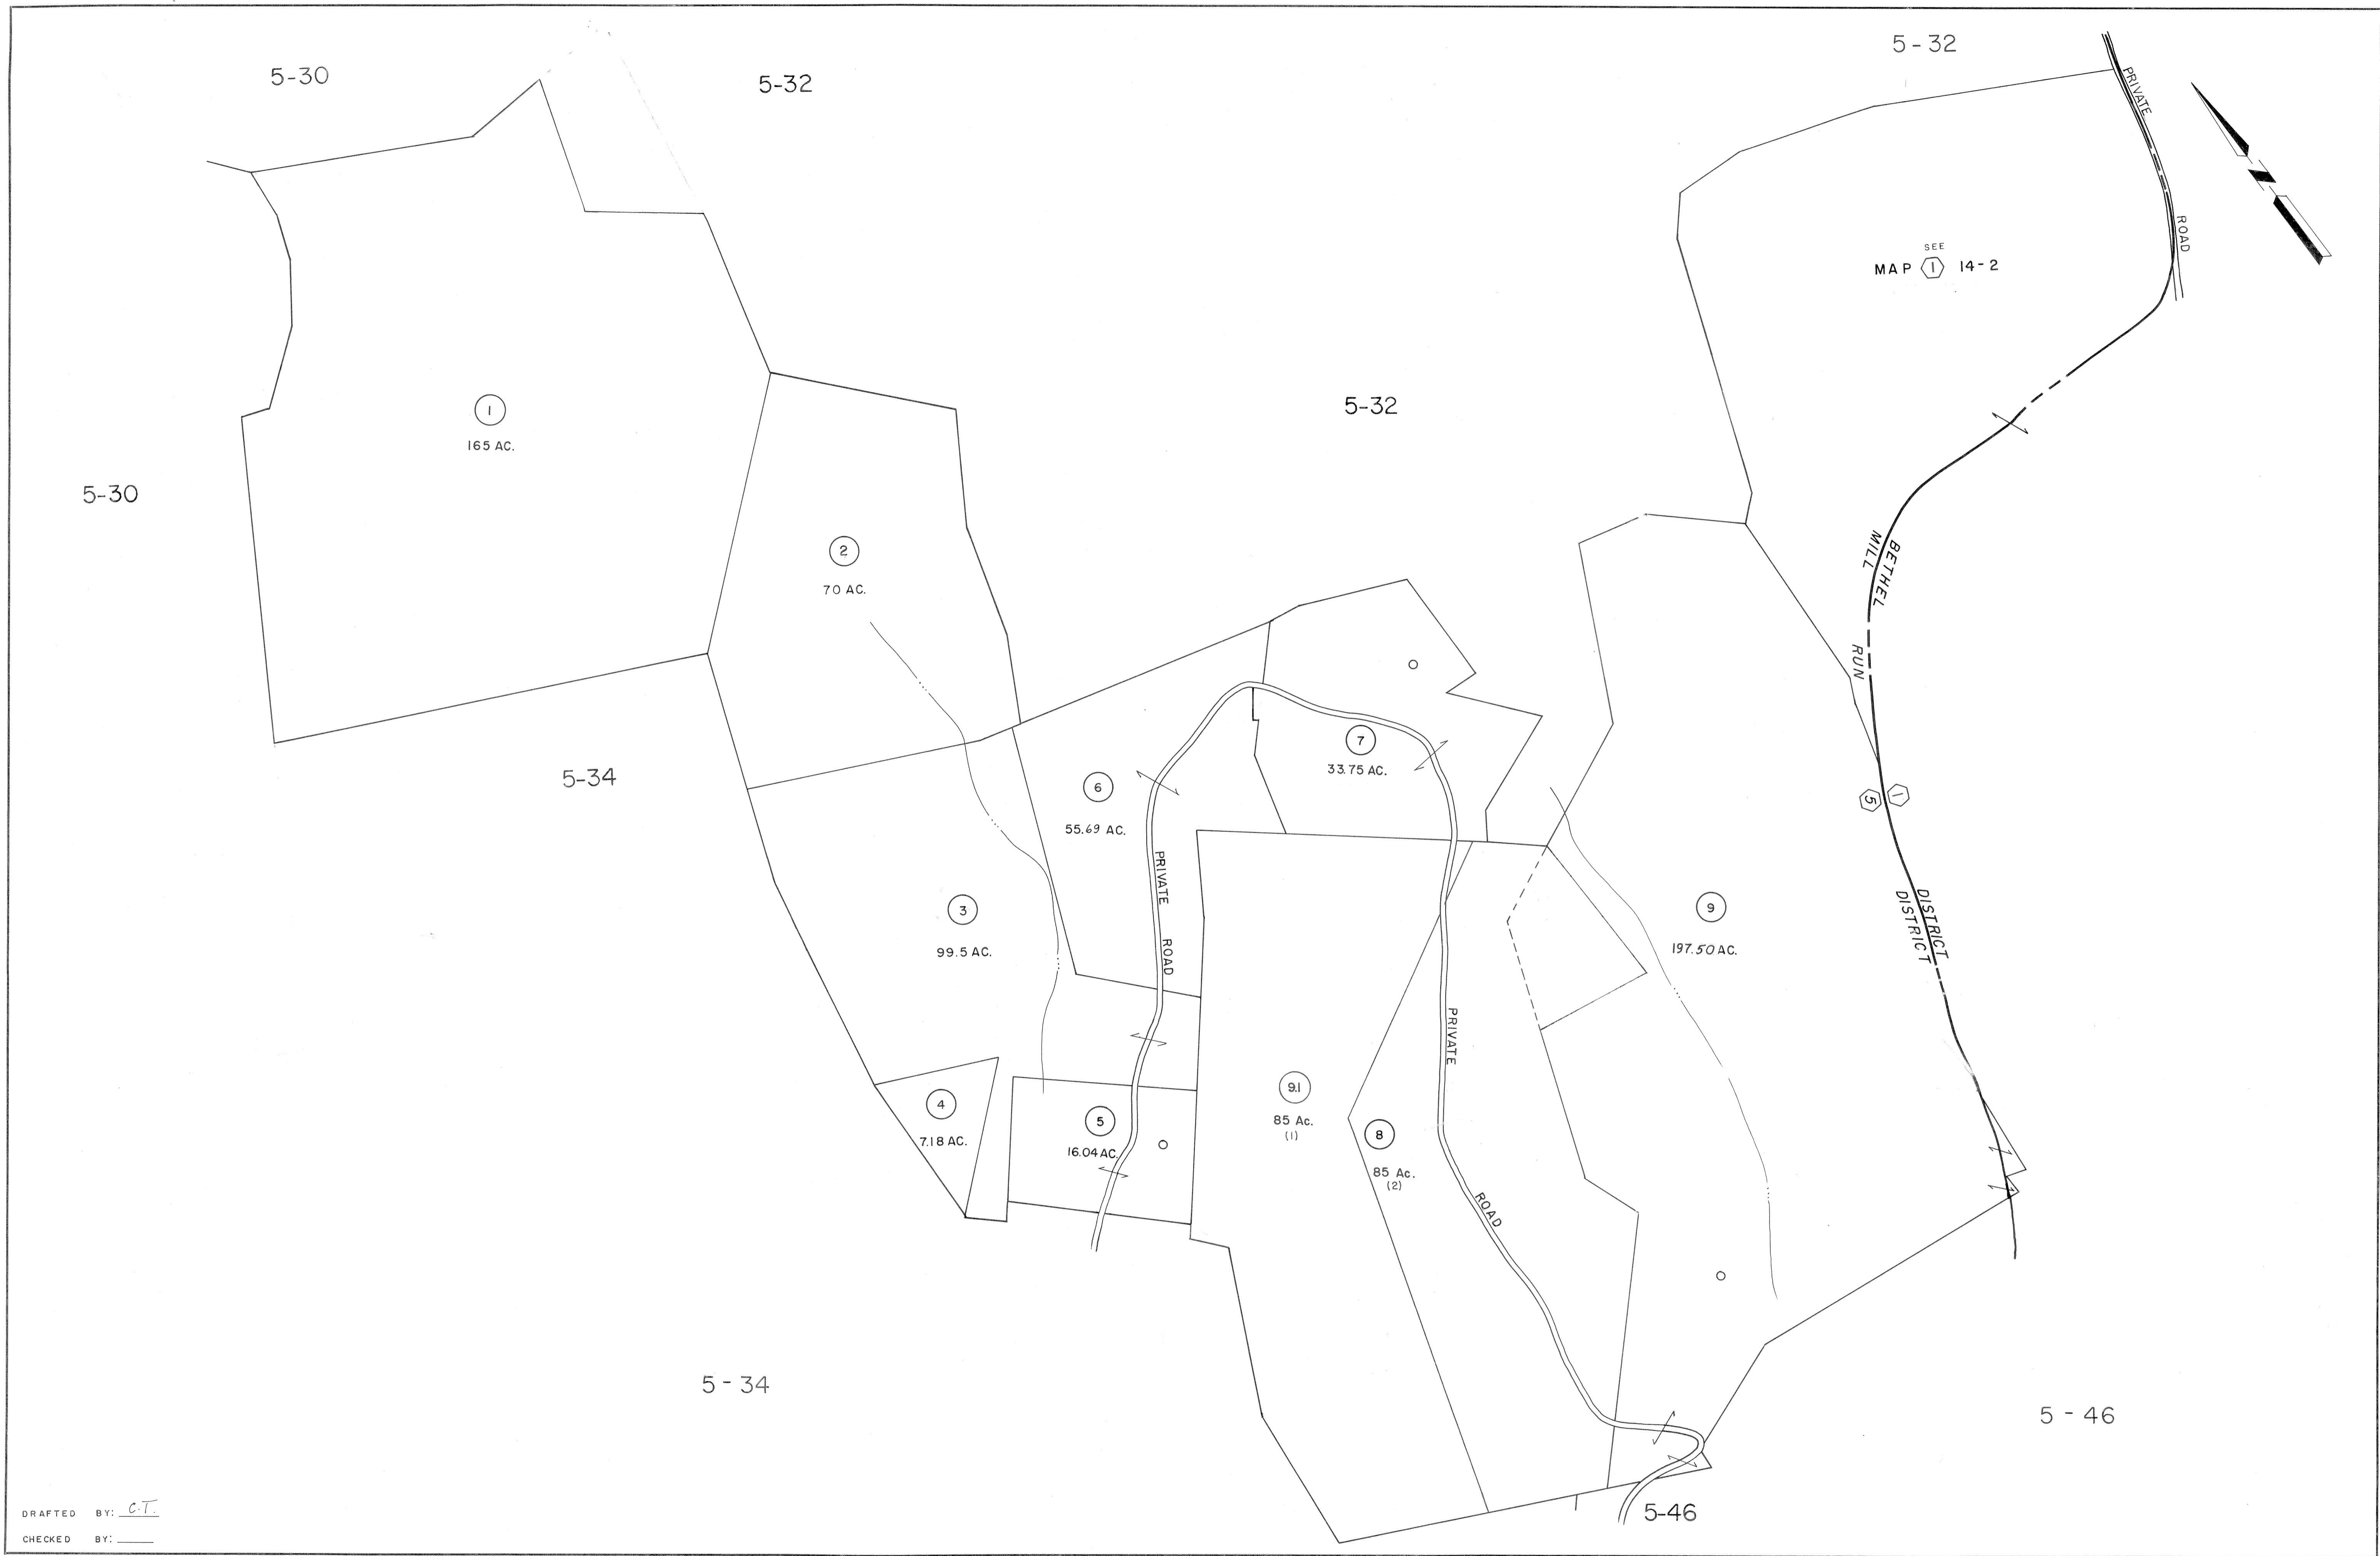 5-30
5-32
5-32
PRIVATE
ROAD
SEE
MAP 1 14-2
1
165 AC.
5-32
5-30
2
70 AC.
BETHEL
MILL
RUN
7
33.75 AC.
5-34
6
55.69 AC.
1
5
PRIVATE
ROAD
3
99.5 AC.
9
197.50 AC.
DISTRICT
DISTRICT
PRIVATE
ROAD
9.1
85 Ac.
(1)
4
7.18 AC.
5
16.04 AC.
8
85 Ac.
(2)
5-34
5-46
5-46
DRAFTED BY: C.T.
CHECKED BY: